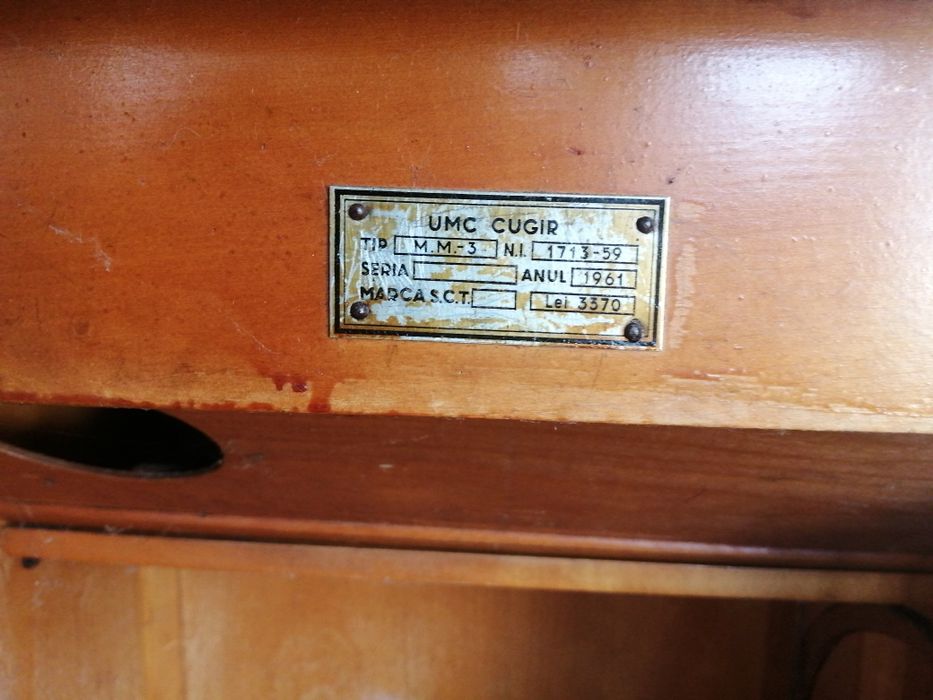 UMC CUGIR
TIP M.M.-3 N.I. 1713-59
SERIA ANUL 1961
MARCA S.C.T. Lei 3370